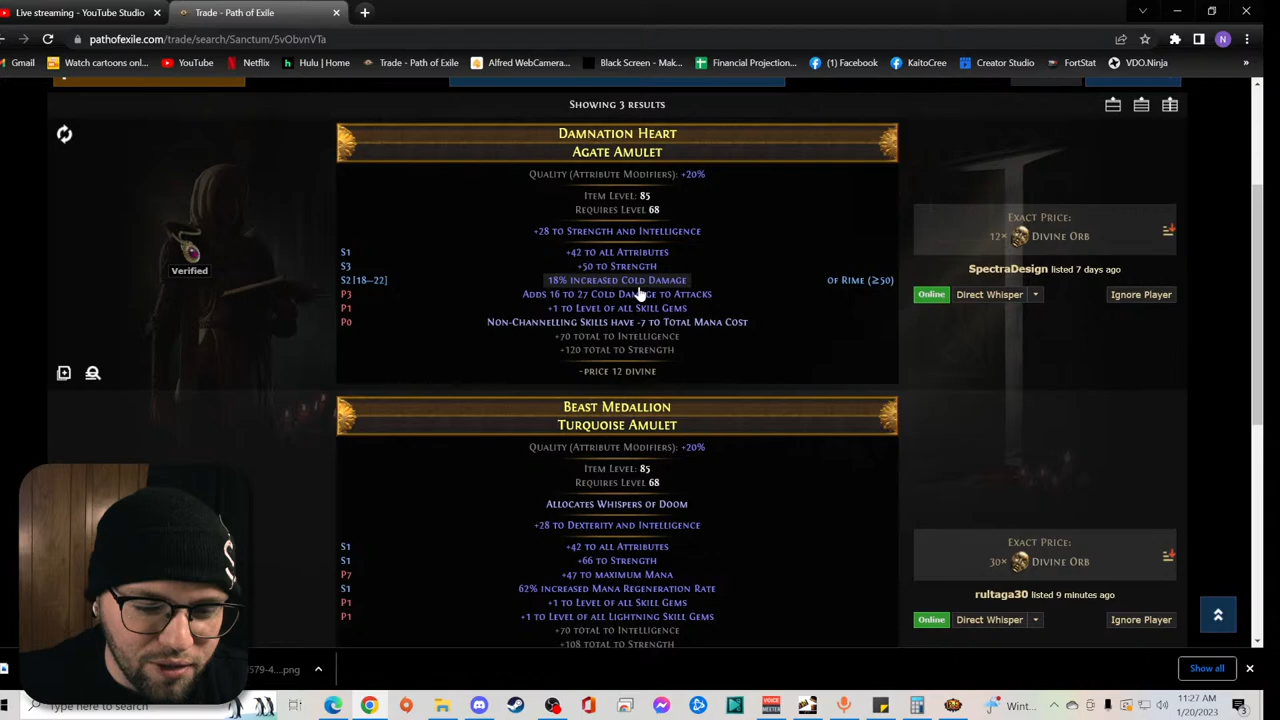 Live streaming - YouTube Studio
Trade - Path of Exile
pathofexile.com/trade/search/Sanctum/5vObvnVTa
N
Gmail
Watch cartoons onl...
YouTube
Netflix
Hulu | Home
Trade - Path of Exile
Alfred WebCamera...
Black Screen - Mak...
Financial Projection...
(1) Facebook
KaitoCree
Creator Studio
FortStat
VDO.Ninja
»
Showing 3 results
Damnation Heart
Agate Amulet
Quality (Attribute Modifiers): +20%
Item Level: 85
Requires Level 68
+28 to Strength and Intelligence
S1 +42 to all Attributes
S3 +50 to Strength
S2 [18—22] 18% increased Cold Damage of Rime (≥50)
P3 Adds 16 to 27 Cold Damage to Attacks
P1 +1 to Level of all Skill Gems
P0 Non-Channelling Skills have -7 to Total Mana Cost
+70 total to Intelligence
+120 total to Strength
~price 12 divine
Verified
Exact Price:
12× Divine Orb
SpectraDesign listed 7 days ago
Online Direct Whisper Ignore Player
Beast Medallion
Turquoise Amulet
Quality (Attribute Modifiers): +20%
Item Level: 85
Requires Level 68
Allocates Whispers of Doom
+28 to Dexterity and Intelligence
S1 +42 to all Attributes
S1 +66 to Strength
P7 +47 to maximum Mana
S1 62% increased Mana Regeneration Rate
P1 +1 to Level of all Skill Gems
P1 +1 to Level of all Lightning Skill Gems
+70 total to Intelligence
+108 total to Strength
Exact Price:
30× Divine Orb
rultaga30 listed 9 minutes ago
Online Direct Whisper Ignore Player
579-4....png
Show all
Type here to search
VOICE
MEETER
Wint...
11:27 AM
1/20/2023